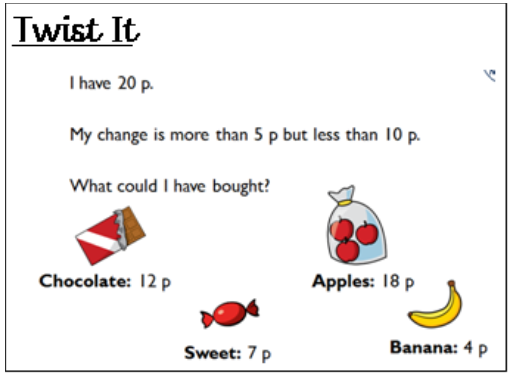 Twist It
I have 20 p.
My change is more than 5 p but less than 10 p.
What could I have bought?
Chocolate: 12 p
Apples: 18 p
Sweet: 7 p
Banana: 4 p